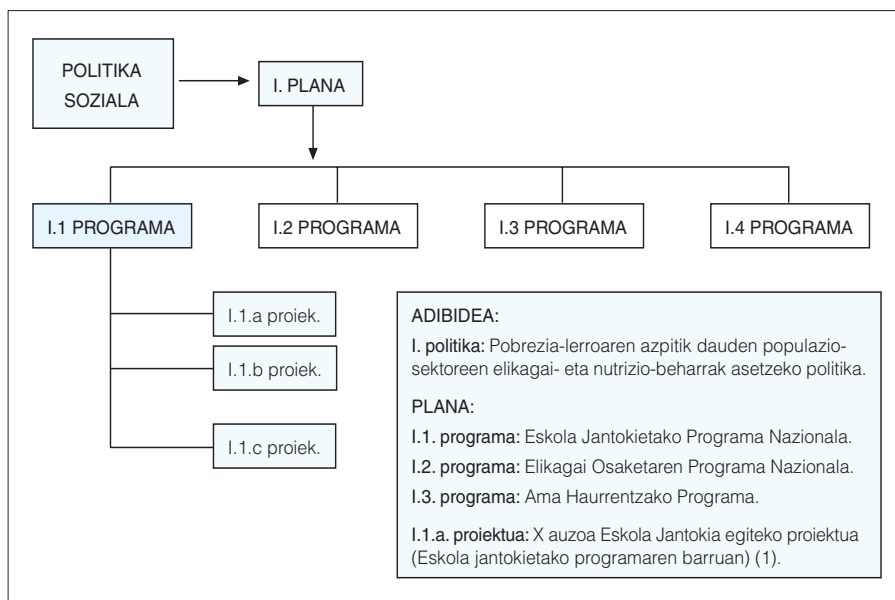 POLITIKA
SOZIALA
I. PLANA
I.1 PROGRAMA
I.2 PROGRAMA
I.3 PROGRAMA
I.4 PROGRAMA
I.1.a proiek.
I.1.b proiek.
I.1.c proiek.
ADIBIDEA:
I. politika: Pobrezia-lerroaren azpitik dauden populazio-
sektoreen elikagai- eta nutrizio-beharrak asetzeko politika.
PLANA:
I.1. programa: Eskola Jantokietako Programa Nazionala.
I.2. programa: Elikagai Osaketaren Programa Nazionala.
I.3. programa: Ama Haurrentzako Programa.
I.1.a. proiektua: X auzoa Eskola Jantokia egiteko proiektua
(Eskola jantokietako programaren barruan) (1).